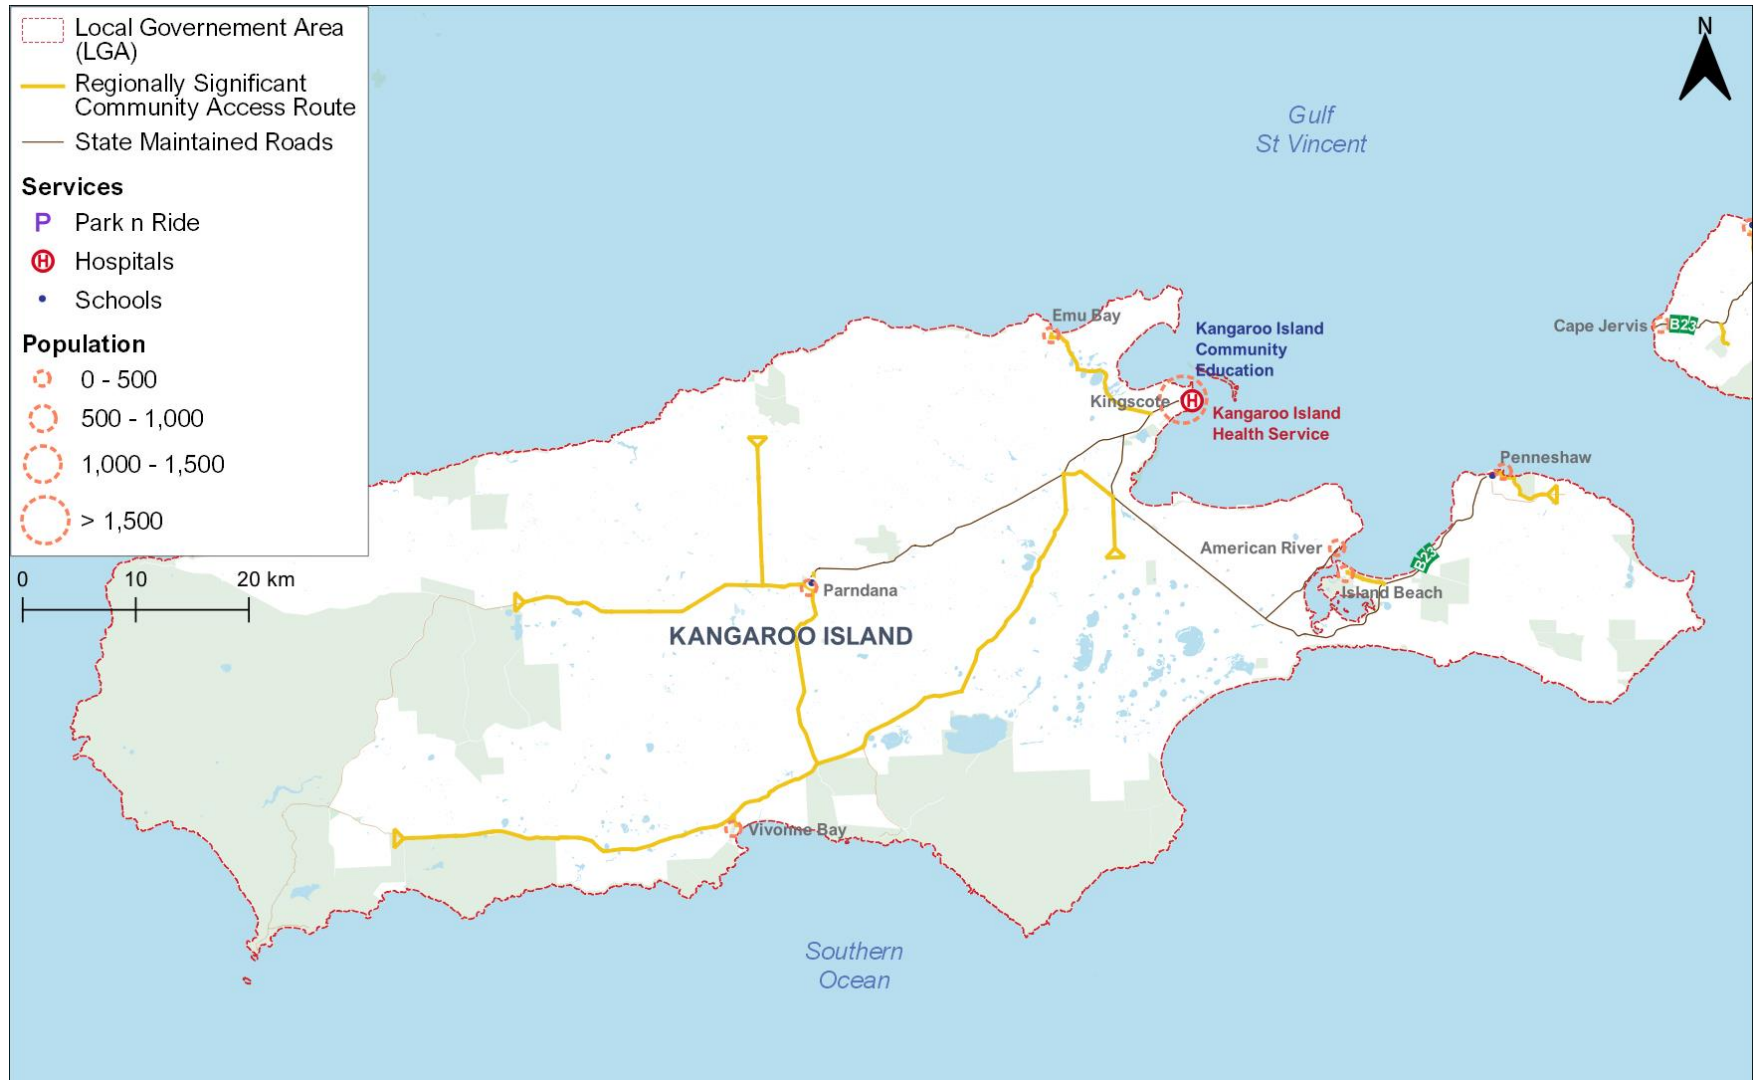 Local Governement Area
(LGA)
Regionally Significant
Community Access Route
State Maintained Roads
Services
P Park n Ride
H Hospitals
Schools
Population
0 - 500
500 - 1,000
1,000 - 1,500
> 1,500
0 10 20 km
N
Gulf
St Vincent
Cape Jervis
B23
Emu Bay
Kangaroo Island
Community
Education
Kingscote
H
Kangaroo Island
Health Service
Penneshaw
American River
B23
Island Beach
Parndana
KANGAROO ISLAND
Vivonne Bay
Southern
Ocean